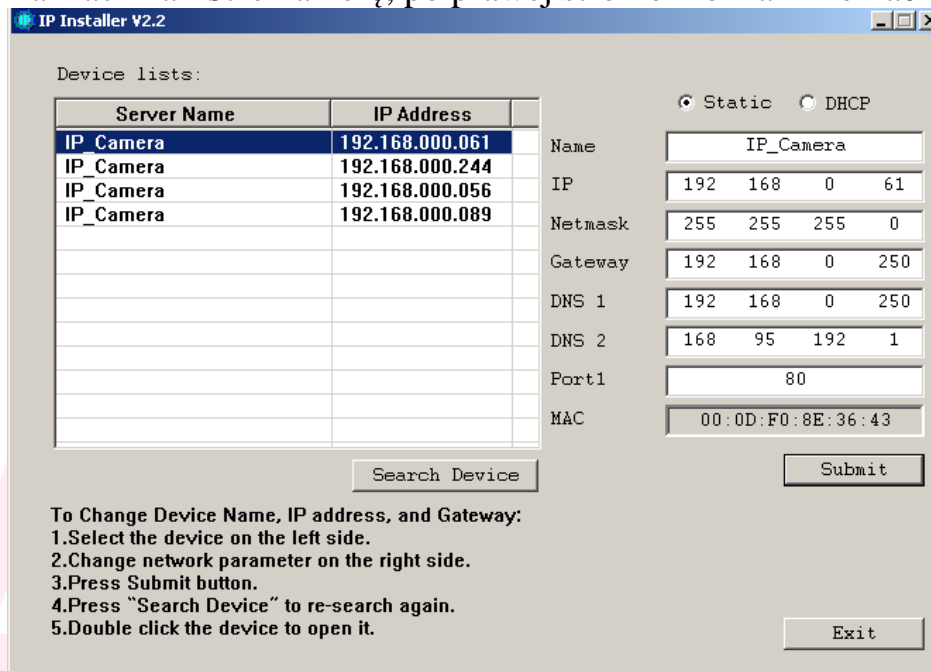 IP Installer V2.2
Device lists:
Server Name IP Address
IP_Camera 192.168.000.061
IP_Camera 192.168.000.244
IP_Camera 192.168.000.056
IP_Camera 192.168.000.089
Search Device
Static DHCP
Name IP_Camera
IP 192 168 0 61
Netmask 255 255 255 0
Gateway 192 168 0 250
DNS 1 192 168 0 250
DNS 2 168 95 192 1
Port1 80
MAC 00:0D:F0:8E:36:43
Submit
To Change Device Name, IP address, and Gateway:
1.Select the device on the left side.
2.Change network parameter on the right side.
3.Press Submit button.
4.Press "Search Device" to re-search again.
5.Double click the device to open it.
Exit